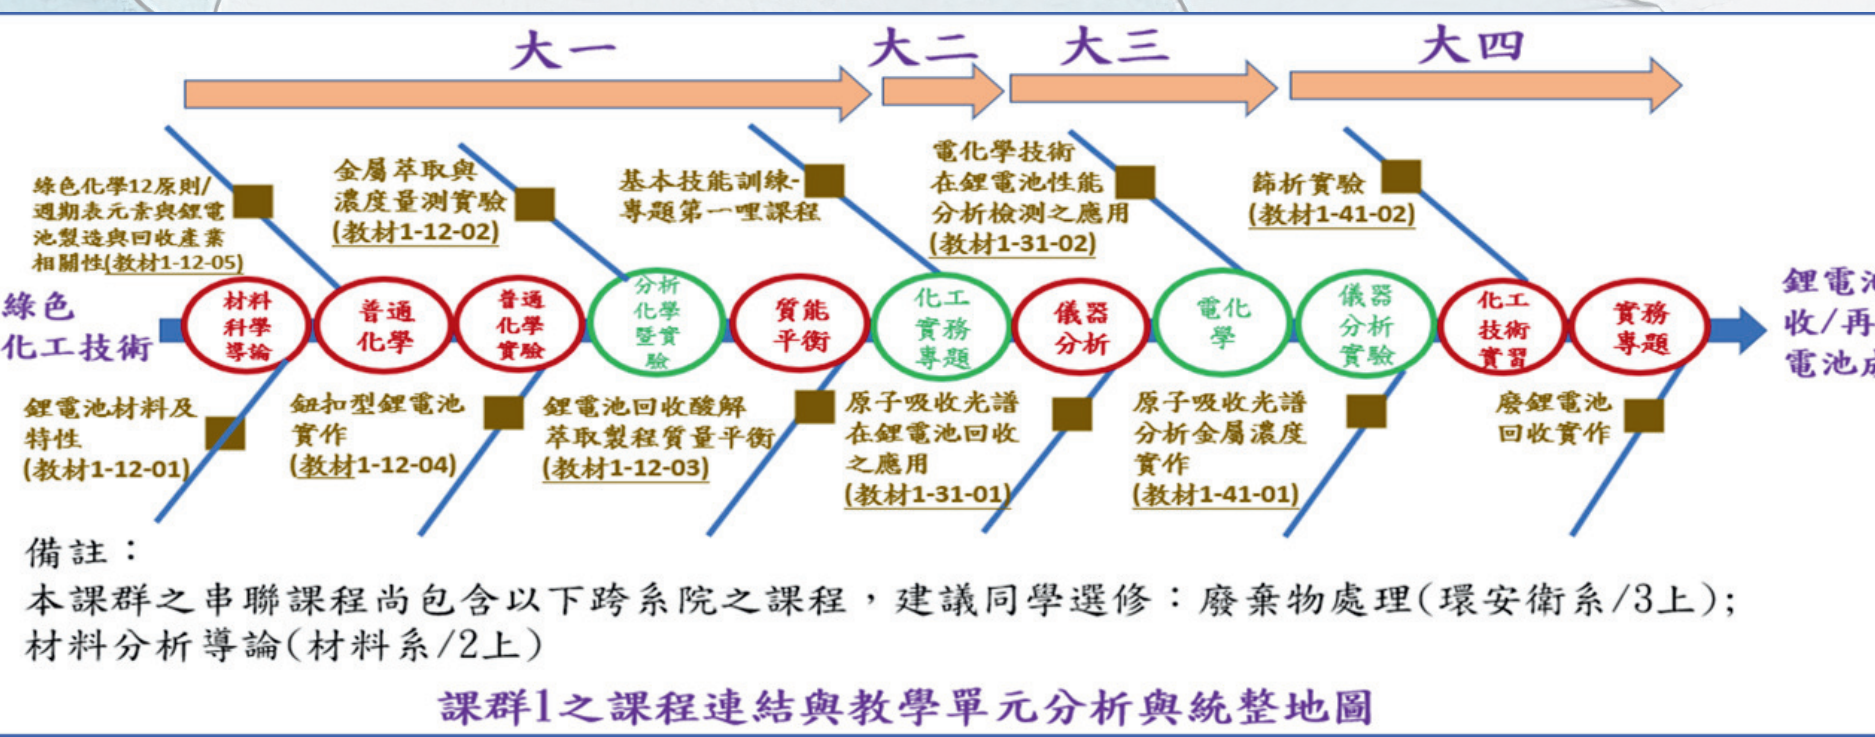 大一
大二
大三
大四
綠色化學12原則/
週期表元素與鋰電
池製造與回收產業
相關性(教材1-12-05)
金屬萃取與
濃度量測實驗
(教材1-12-02)
基本技能訓練-
專題第一哩課程
電化學技術
在鋰電池性能
分析檢測之應用
(教材1-31-02)
篩析實驗
(教材1-41-02)
綠色
化工技術
材料
科學
導論
普通
化學
普通
化學
實驗
分析
化學
暨實
驗
質能
平衡
化工
實務
專題
儀器
分析
電化
學
儀器
分析
實驗
化工
技術
實習
實務
專題
鋰電池
收/再
電池成
鋰電池材料及
特性
(教材1-12-01)
鈕扣型鋰電池
實作
(教材1-12-04)
鋰電池回收酸解
萃取製程質量平衡
(教材1-12-03)
原子吸收光譜
在鋰電池回收
之應用
(教材1-31-01)
原子吸收光譜
分析金屬濃度
實作
(教材1-41-01)
廢鋰電池
回收實作
備註：
本課群之串聯課程尚包含以下跨系院之課程，建議同學選修：廢棄物處理(環安衛系/3上);
材料分析導論(材料系/2上)
課群1之課程連結與教學單元分析與統整地圖